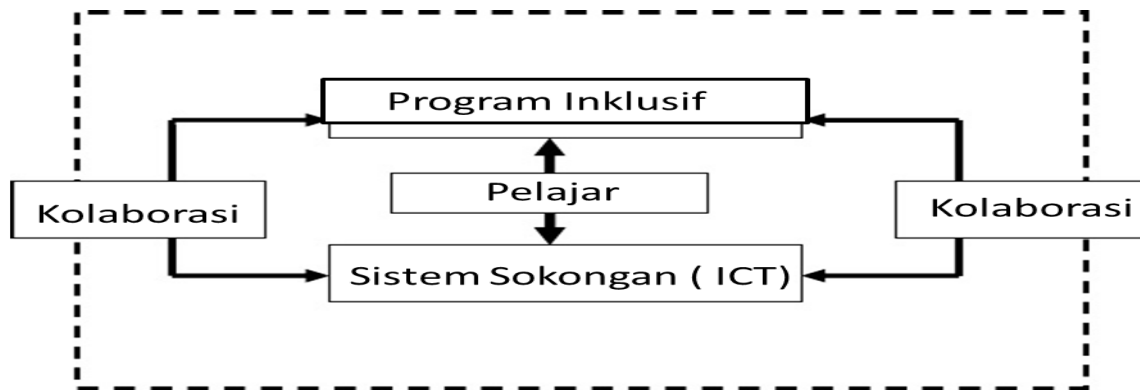 Program Inklusif
Pelajar
Kolaborasi
Kolaborasi
Sistem Sokongan ( ICT)